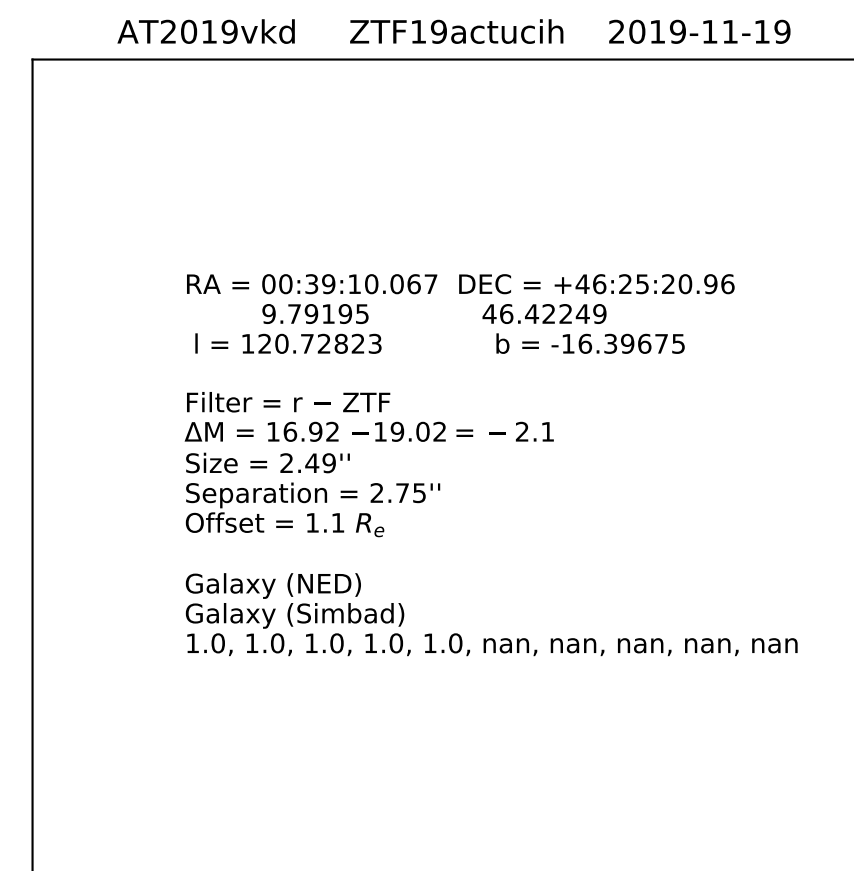 AT2019vkd ZTF19actucih 2019-11-19
RA = 00:39:10.067 DEC = +46:25:20.96
9.79195 46.42249
l = 120.72823 b = -16.39675
Filter = r − ZTF
ΔM = 16.92 −19.02 = − 2.1
Size = 2.49''
Separation = 2.75''
Offset = 1.1 Re
Galaxy (NED)
Galaxy (Simbad)
1.0, 1.0, 1.0, 1.0, 1.0, nan, nan, nan, nan, nan